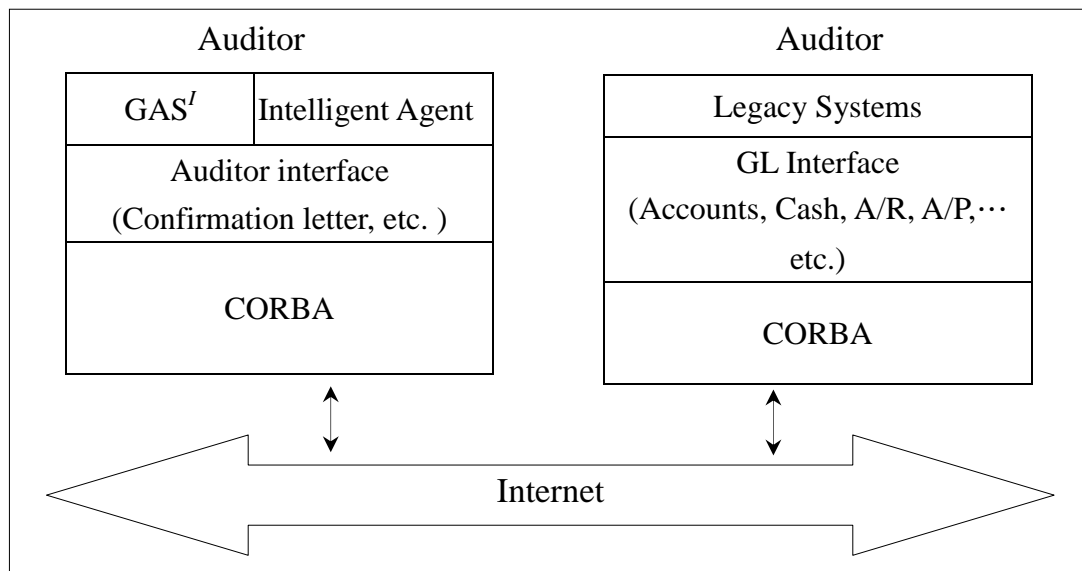 Auditor
GASᴵ
Intelligent Agent
Auditor interface
(Confirmation letter, etc. )
CORBA
Auditor
Legacy Systems
GL Interface
(Accounts, Cash, A/R, A/P,⋯
etc.)
CORBA
Internet